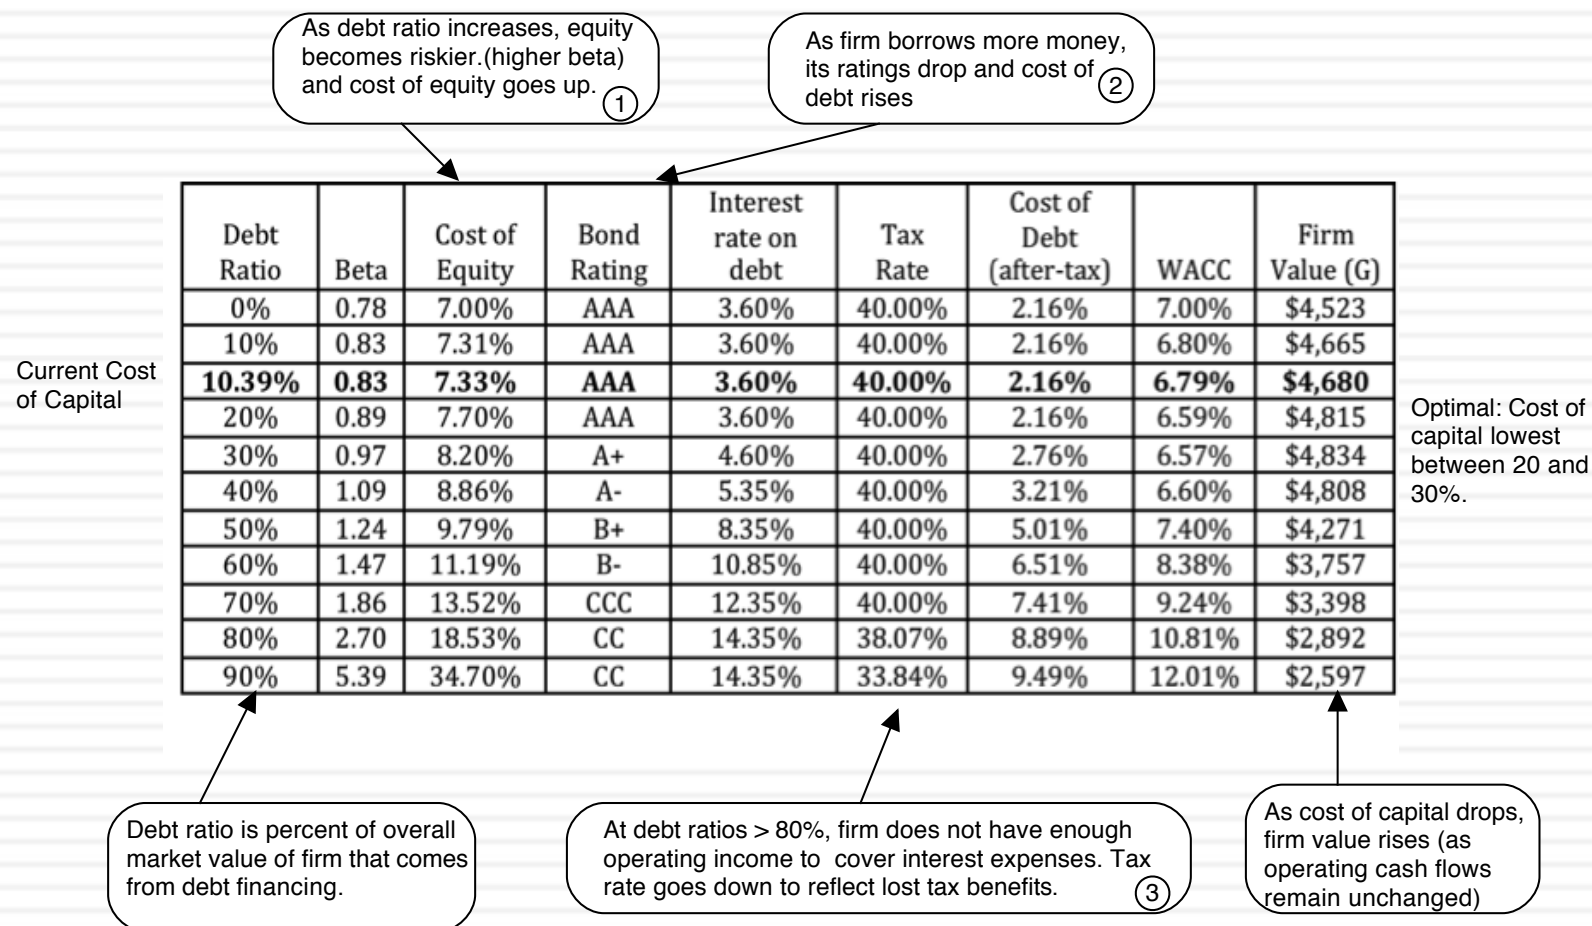 As debt ratio increases, equity
becomes riskier.(higher beta)
and cost of equity goes up.
1
As firm borrows more money,
its ratings drop and cost of
debt rises
2
Debt Ratio Beta Cost of Equity Bond Rating Interest rate on debt Tax Rate Cost of Debt (after-tax) WACC Firm Value (G)
0% 0.78 7.00% AAA 3.60% 40.00% 2.16% 7.00% $4,523
10% 0.83 7.31% AAA 3.60% 40.00% 2.16% 6.80% $4,665
10.39% 0.83 7.33% AAA 3.60% 40.00% 2.16% 6.79% $4,680
20% 0.89 7.70% AAA 3.60% 40.00% 2.16% 6.59% $4,815
30% 0.97 8.20% A+ 4.60% 40.00% 2.76% 6.57% $4,834
40% 1.09 8.86% A- 5.35% 40.00% 3.21% 6.60% $4,808
50% 1.24 9.79% B+ 8.35% 40.00% 5.01% 7.40% $4,271
60% 1.47 11.19% B- 10.85% 40.00% 6.51% 8.38% $3,757
70% 1.86 13.52% CCC 12.35% 40.00% 7.41% 9.24% $3,398
80% 2.70 18.53% CC 14.35% 38.07% 8.89% 10.81% $2,892
90% 5.39 34.70% CC 14.35% 33.84% 9.49% 12.01% $2,597
Current Cost
of Capital
Optimal: Cost of
capital lowest
between 20 and
30%.
Debt ratio is percent of overall
market value of firm that comes
from debt financing.
At debt ratios > 80%, firm does not have enough
operating income to cover interest expenses. Tax
rate goes down to reflect lost tax benefits.
3
As cost of capital drops,
firm value rises (as
operating cash flows
remain unchanged)